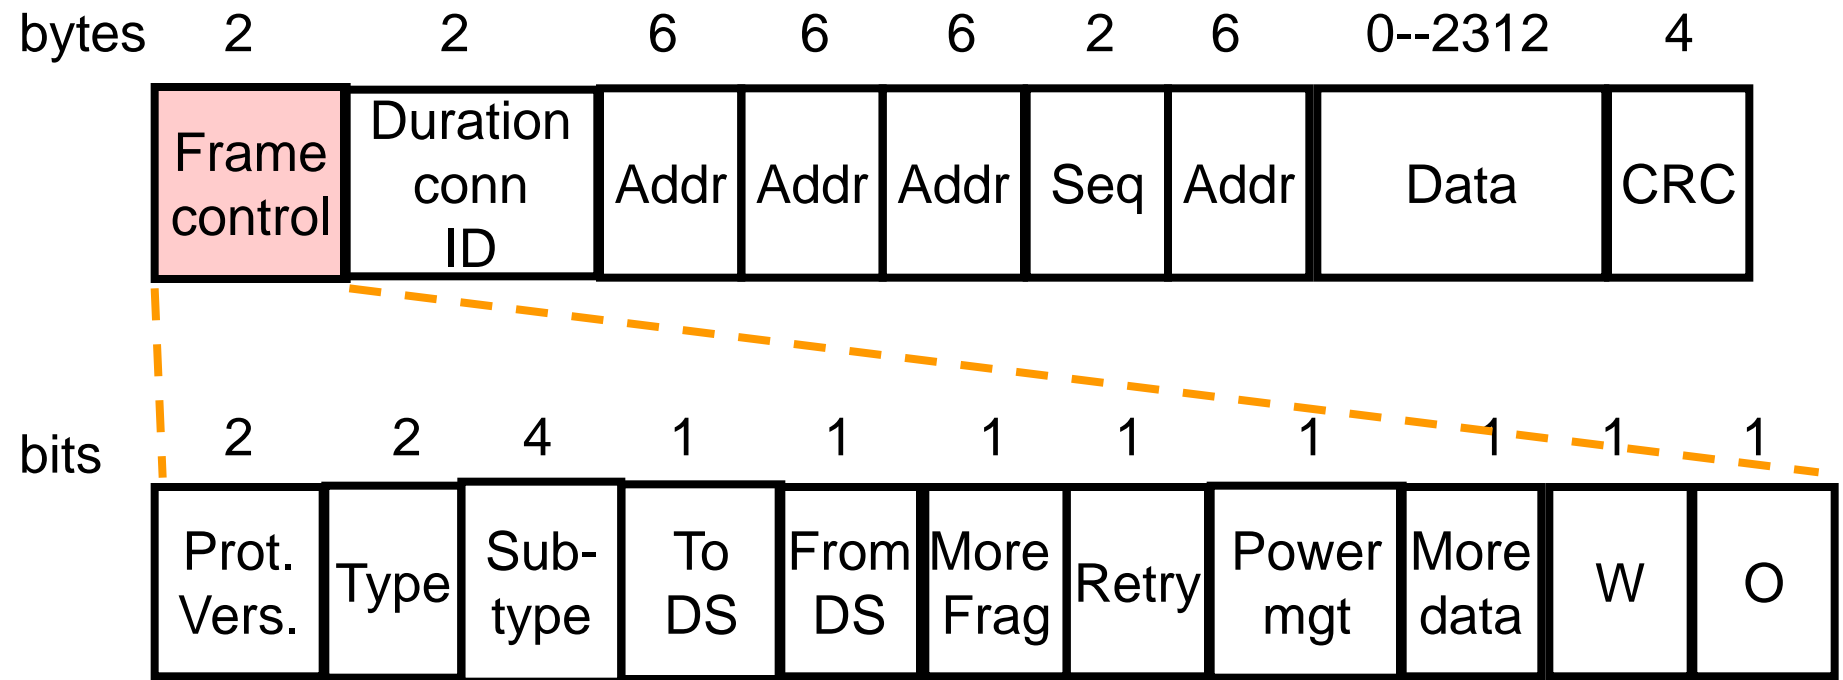 bytes 2 2 6 6 6 2 6 0--2312 4
Frame
control
Duration
conn
ID
Addr
Addr
Addr
Seq
Addr
Data
CRC
bits 2 2 4 1 1 1 1 1 1 1 1
Prot.
Vers.
Type
Sub-
type
To
DS
From
DS
More
Frag
Retry
Power
mgt
More
data
W
O